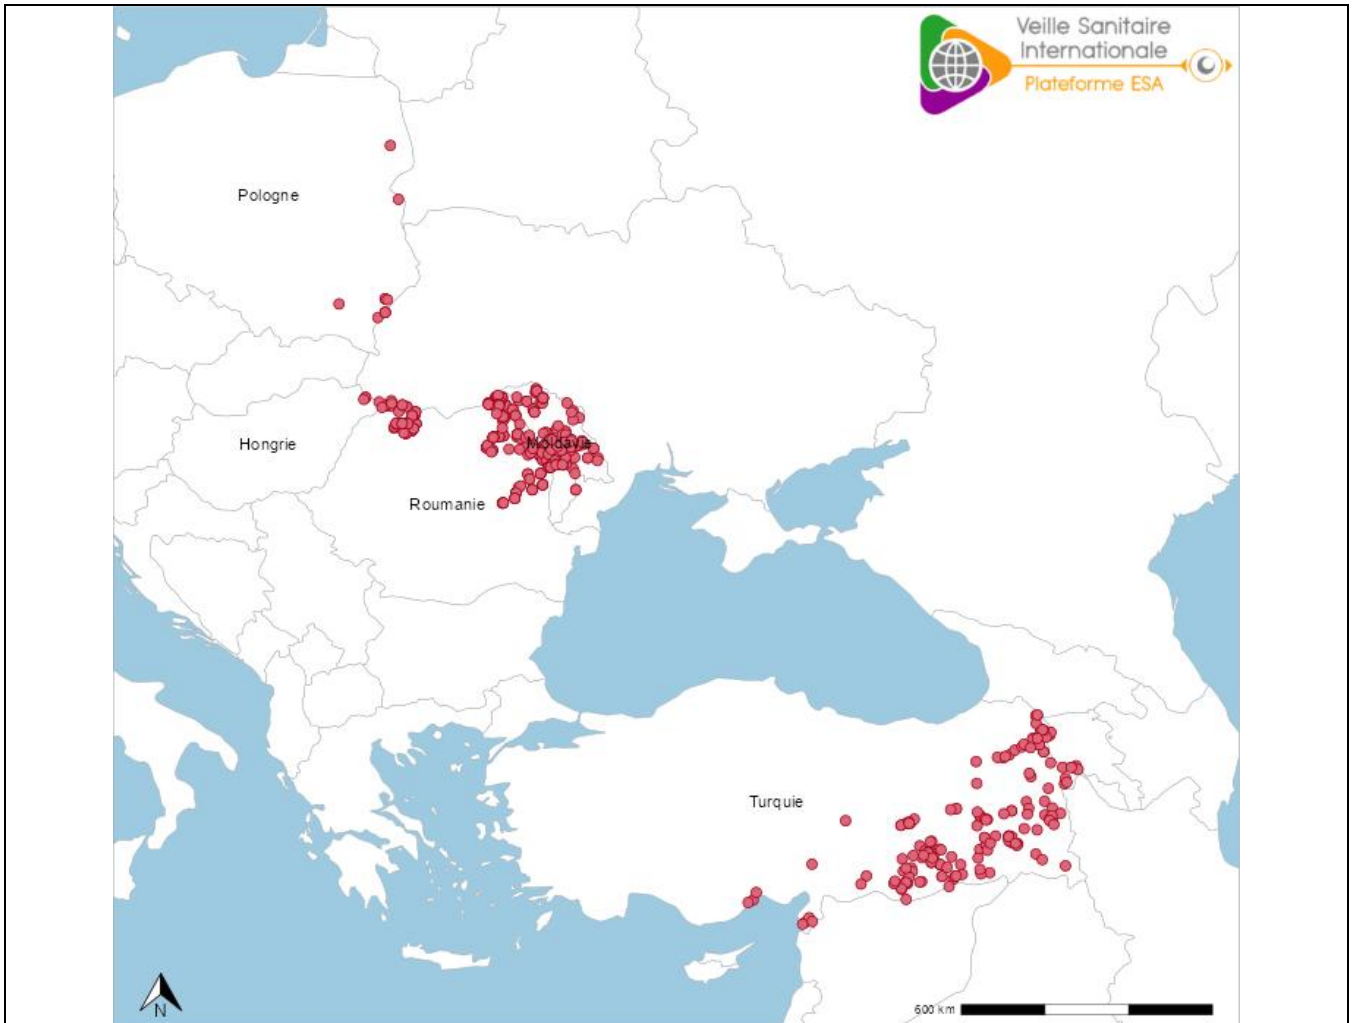 Veille Sanitaire
Internationale
Plateforme ESA
Pologne
Hongrie
Moldavie
Roumanie
Turquie
N
600 km